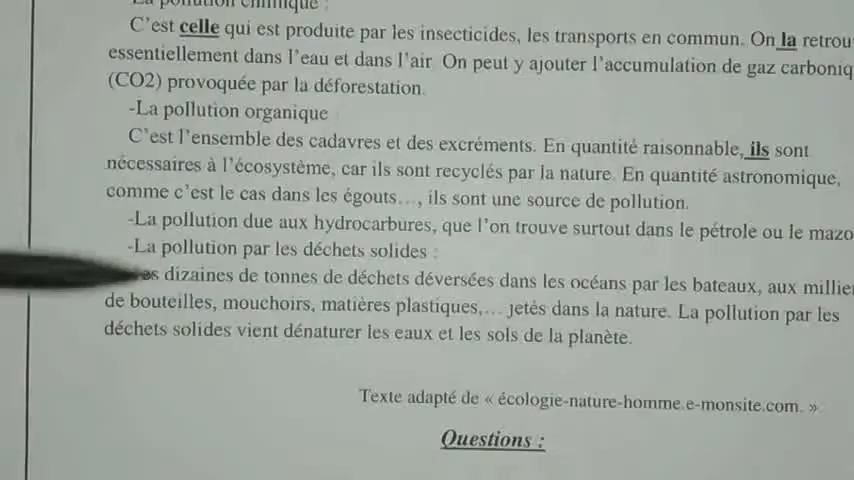 La pollution chimique :
C'est celle qui est produite par les insecticides, les transports en commun. On la
essentiellement dans l'eau et dans l'air. On peut y ajouter l'accumulation de gaz
(CO2) provoquée par la déforestation.
-La pollution organique
C'est l'ensemble des cadavres et des excréments. En quantité raisonnable, ils sont
nécessaires à l'écosystème, car ils sont recyclés par la nature. En quantité astronomique,
comme c'est le cas dans les égouts..., ils sont une source de pollution.
-La pollution due aux hydrocarbures, que l'on trouve surtout dans le pétrole ou le
-La pollution par les déchets solides :
dizaines de tonnes de déchets déversées dans les océans par les bateaux, aux
de bouteilles, mouchoirs, matières plastiques,... jetés dans la nature. La pollution par les
déchets solides vient dénaturer les eaux et les sols de la planète.
Texte adapté de « écologie-nature-homme.e-monsite.com. »
Questions :